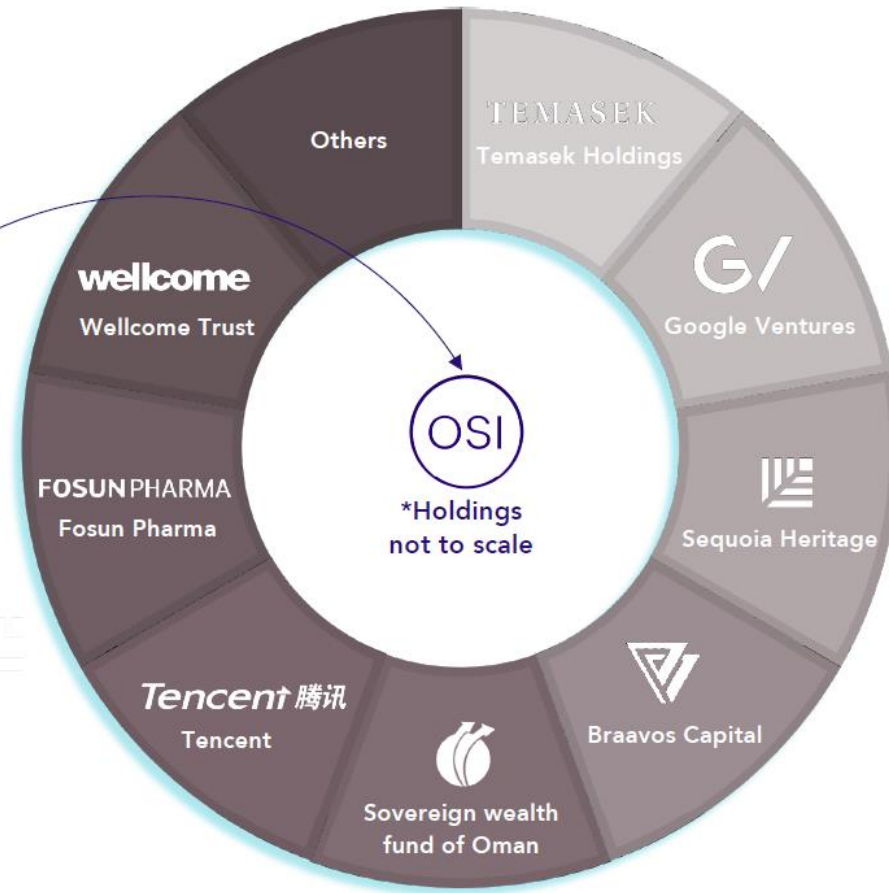 Others
TEMASEK
Temasek Holdings
GV
Google Ventures
Sequoia Heritage
Braavos Capital
Sovereign wealth
fund of Oman
Tencent 腾讯
Tencent
FOSUNPHARMA
Fosun Pharma
wellcome
Wellcome Trust
OSI
*Holdings
not to scale